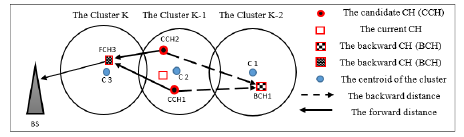 The Cluster K
The Cluster K-1
The Cluster K-2
CCH2
FCH3
C 3
C 2
CCH1
C 1
BCH1
BS
The candidate CH (CCH)
The current CH
The backward CH (BCH)
The backward CH (BCH)
The centroid of the cluster
The backward distance
The forward distance